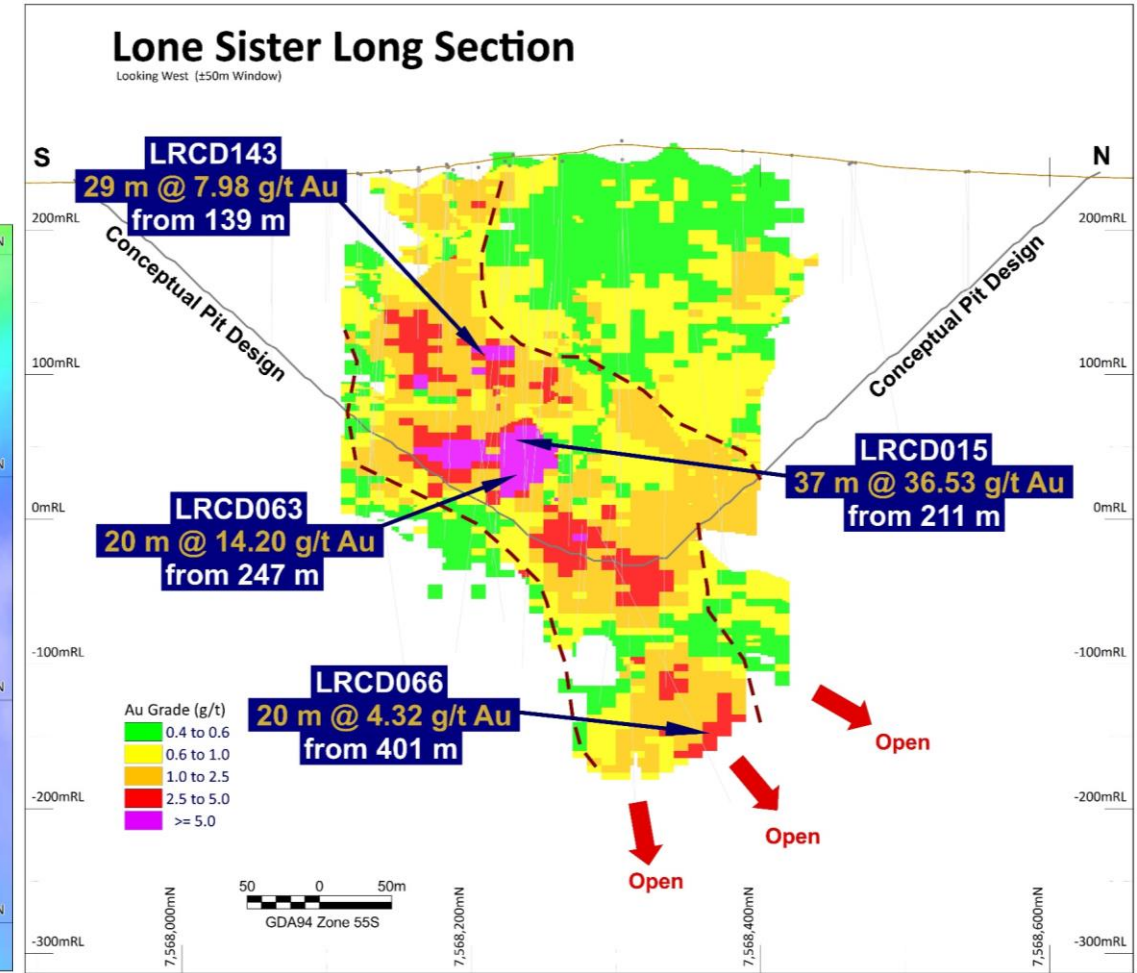 Lone Sister Long Section
Looking West (±50m Window)
S
N
LRCD143
29 m @ 7.98 g/t Au
from 139 m
200mRL
200mRL
Conceptual Pit Design
Conceptual Pit Design
100mRL
100mRL
LRCD015
37 m @ 36.53 g/t Au
from 211 m
LRCD063
20 m @ 14.20 g/t Au
from 247 m
0mRL
0mRL
-100mRL
-100mRL
LRCD066
20 m @ 4.32 g/t Au
from 401 m
Au Grade (g/t)
0.4 to 0.6
0.6 to 1.0
1.0 to 2.5
2.5 to 5.0
>= 5.0
Open
Open
Open
-200mRL
-200mRL
50 0 50m
GDA94 Zone 55S
7,568,000mN
7,568,200mN
7,568,400mN
7,568,600mN
-300mRL
-300mRL